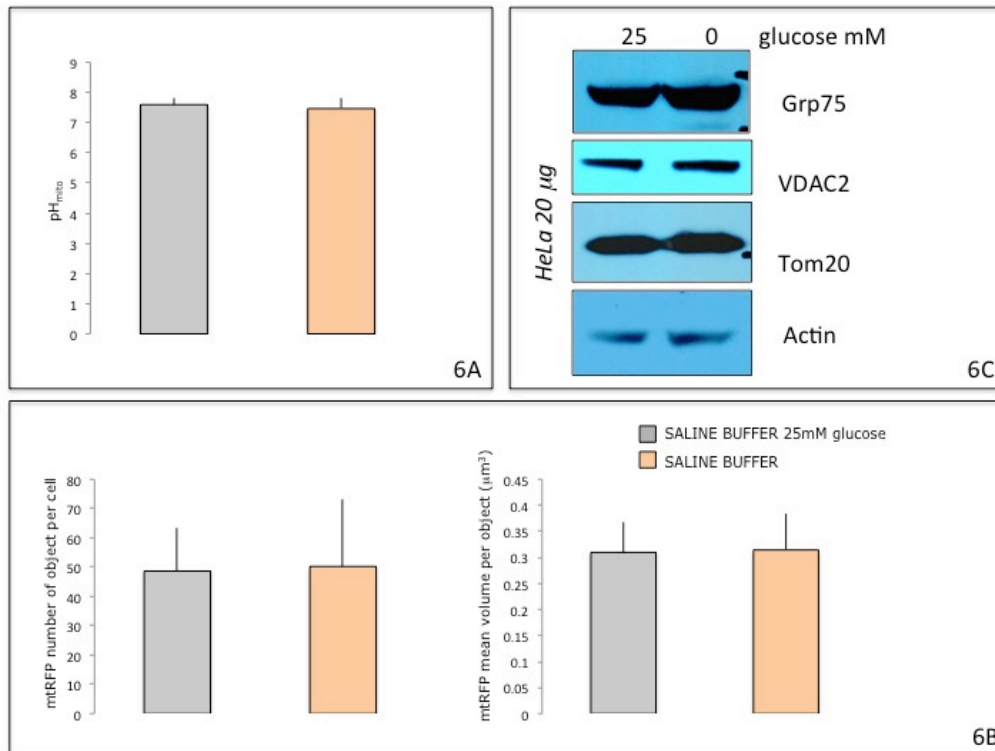 9
8
7
6
5
4
3
2
1
0
pH mito
6A
25 0 glucose mM
HeLa 20 µg
Grp75
VDAC2
Tom20
Actin
6C
SALINE BUFFER 25mM glucose
SALINE BUFFER
80
70
60
50
40
30
20
10
0
mtRFP number of object per cell
0.45
0.4
0.35
0.3
0.25
0.2
0.15
0.1
0.05
0
mtRFP mean volume per object (µm³)
6B